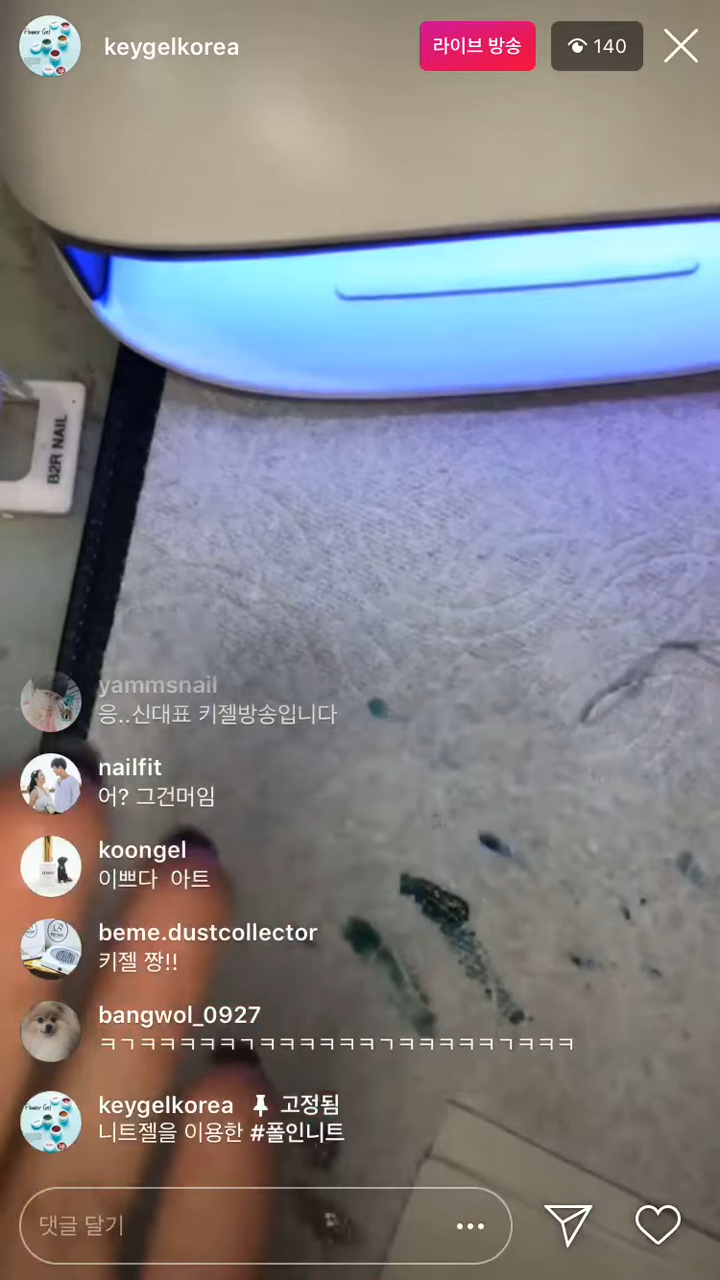 keygelkorea
라이브 방송
140
B2R NAIL
yammsnail
응..신대표 키젤방송입니다
nailfit
어? 그건머임
koongel
이쁘다 아트
beme.dustcollector
키젤 짱!!
bangwol_0927
ㅋㄱㅋㅋㅋㅋㅋㄱㅋㅋㅋㅋㅋㅋㄱㅋㅋㅋㅋㅋㄱㅋㅋㅋ
keygelkorea 고정됨
니트젤을 이용한 #폴인니트
댓글 달기